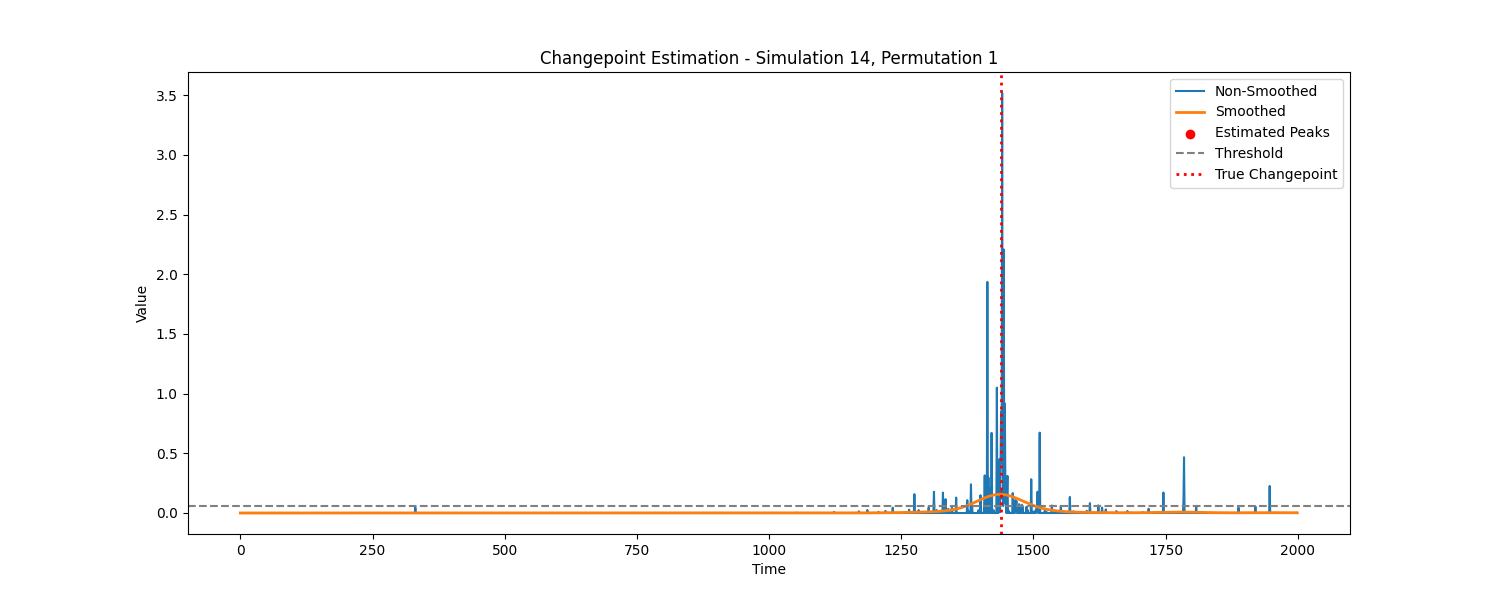 Changepoint Estimation - Simulation 14, Permutation 1
Non-Smoothed
Smoothed
Estimated Peaks
Threshold
True Changepoint
3.5
3.0
2.5
2.0
1.5
1.0
0.5
0.0
Value
0 250 500 750 1000 1250 1500 1750 2000
Time